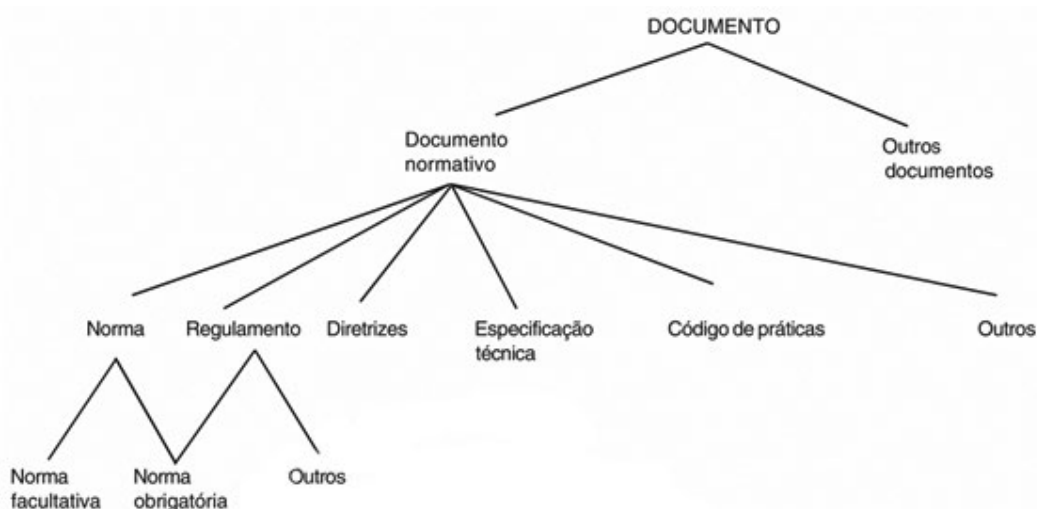 DOCUMENTO
Documento
normativo
Outros
documentos
Norma
Regulamento
Diretrizes
Especificação
técnica
Código de práticas
Outros
Norma
facultativa
Norma
obrigatória
Outros